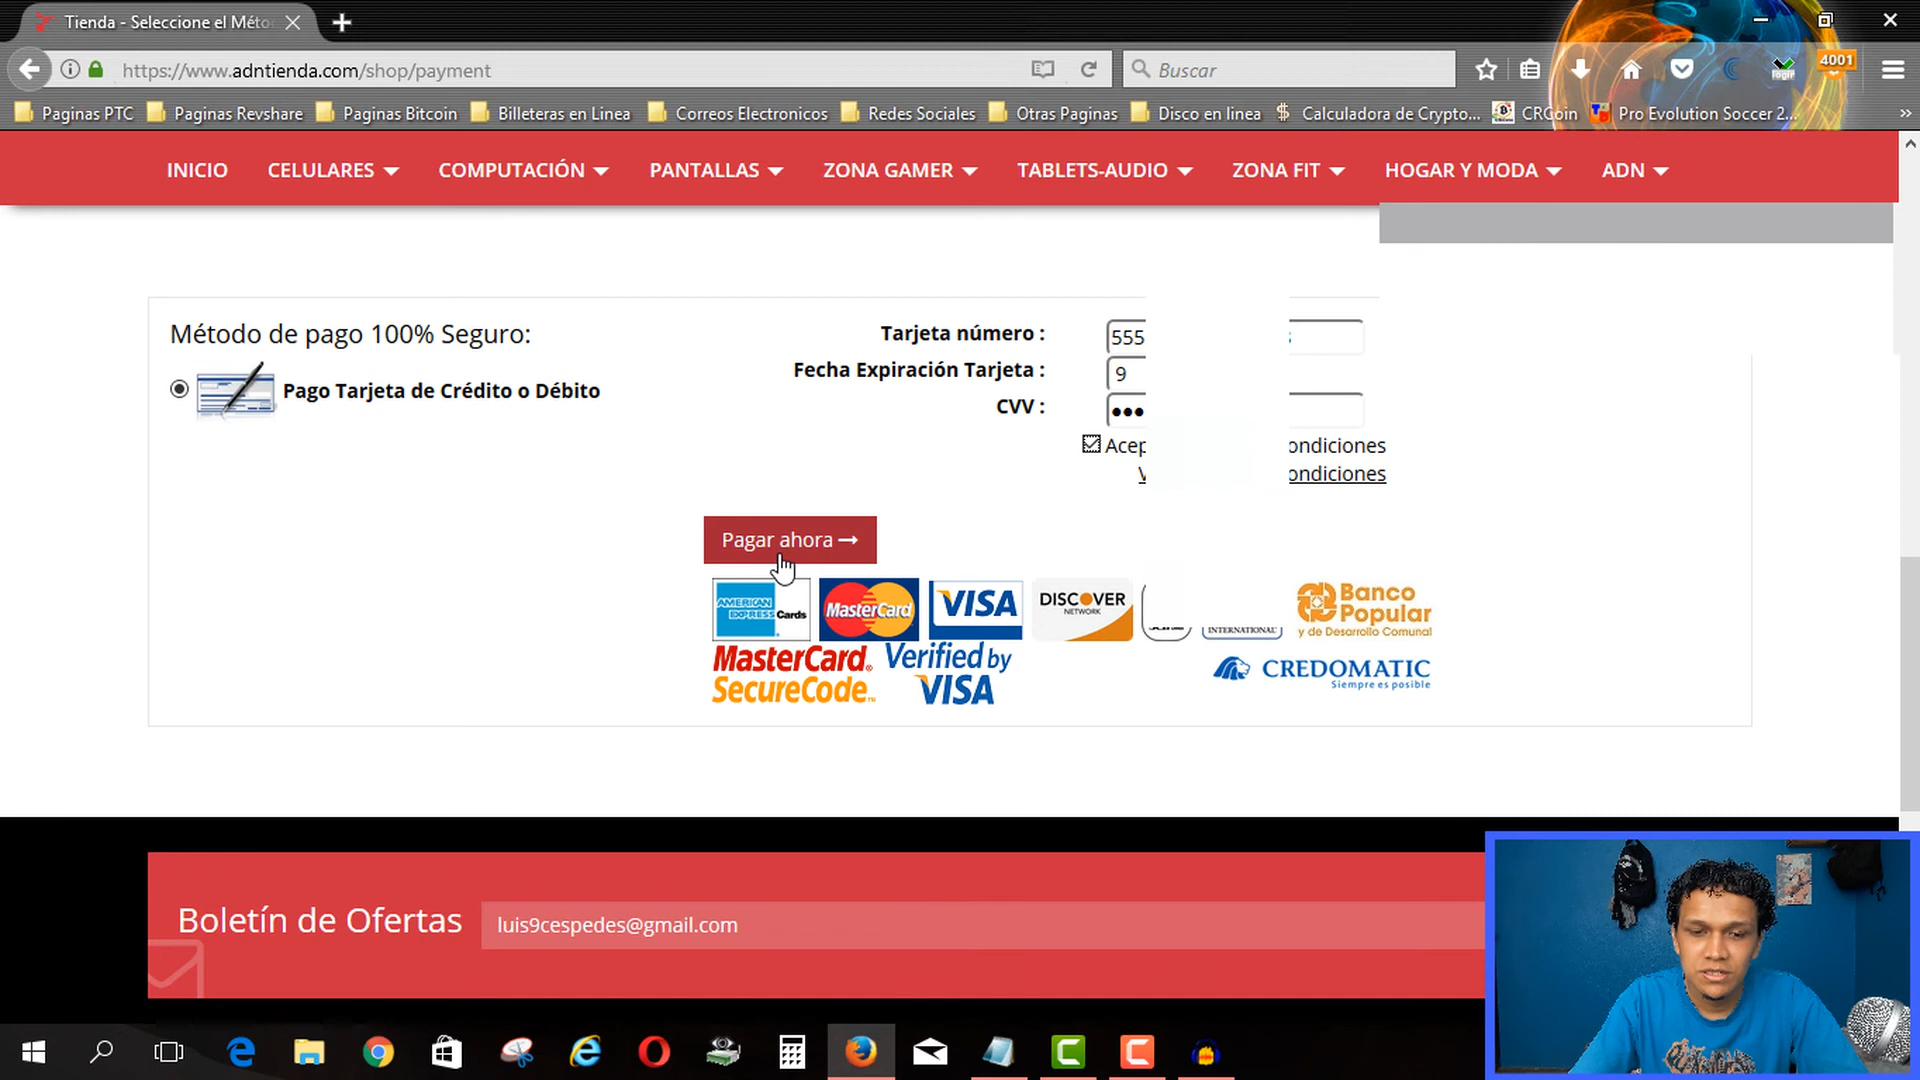 Tienda - Seleccione el Méto
https://www.adntienda.com/shop/payment
Buscar
login
4001
Paginas PTC
Paginas Revshare
Paginas Bitcoin
Billeteras en Linea
Correos Electronicos
Redes Sociales
Otras Paginas
Disco en linea
Calculadora de Crypto...
CRCoin
Pro Evolution Soccer 2...
INICIO
CELULARES
COMPUTACIÓN
PANTALLAS
ZONA GAMER
TABLETS-AUDIO
ZONA FIT
HOGAR Y MODA
ADN
Método de pago 100% Seguro:
Pago Tarjeta de Crédito o Débito
Tarjeta número :
555
Fecha Expiración Tarjeta :
9
CVV :
•••
Acep ondiciones
V ondiciones
Pagar ahora →
AMERICAN EXPRESS Cards
MasterCard
VISA
DISCOVER NETWORK
INTERNATIONAL
Banco Popular
y de Desarrollo Comunal
MasterCard. SecureCode.
Verified by VISA
CREDOMATIC
Siempre es posible
Boletín de Ofertas
luis9cespedes@gmail.com